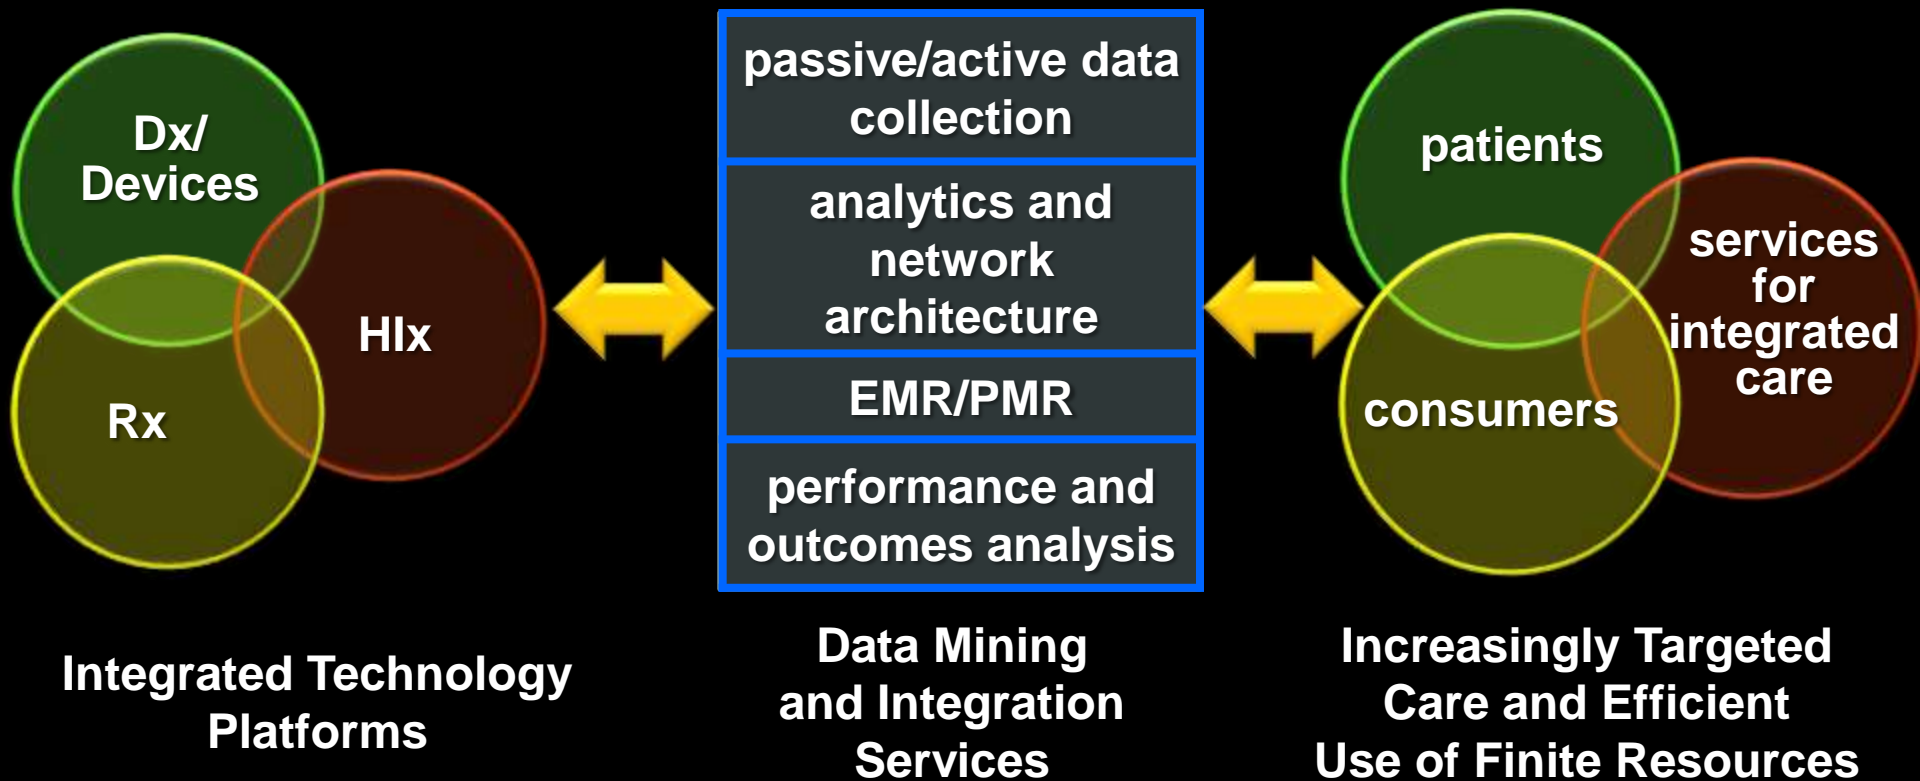 Dx/
Devices
HIx
Rx
Integrated Technology
Platforms
passive/active data
collection
analytics and
network
architecture
EMR/PMR
performance and
outcomes analysis
Data Mining
and Integration
Services
patients
services
for
integrated
care
consumers
Increasingly Targeted
Care and Efficient
Use of Finite Resources